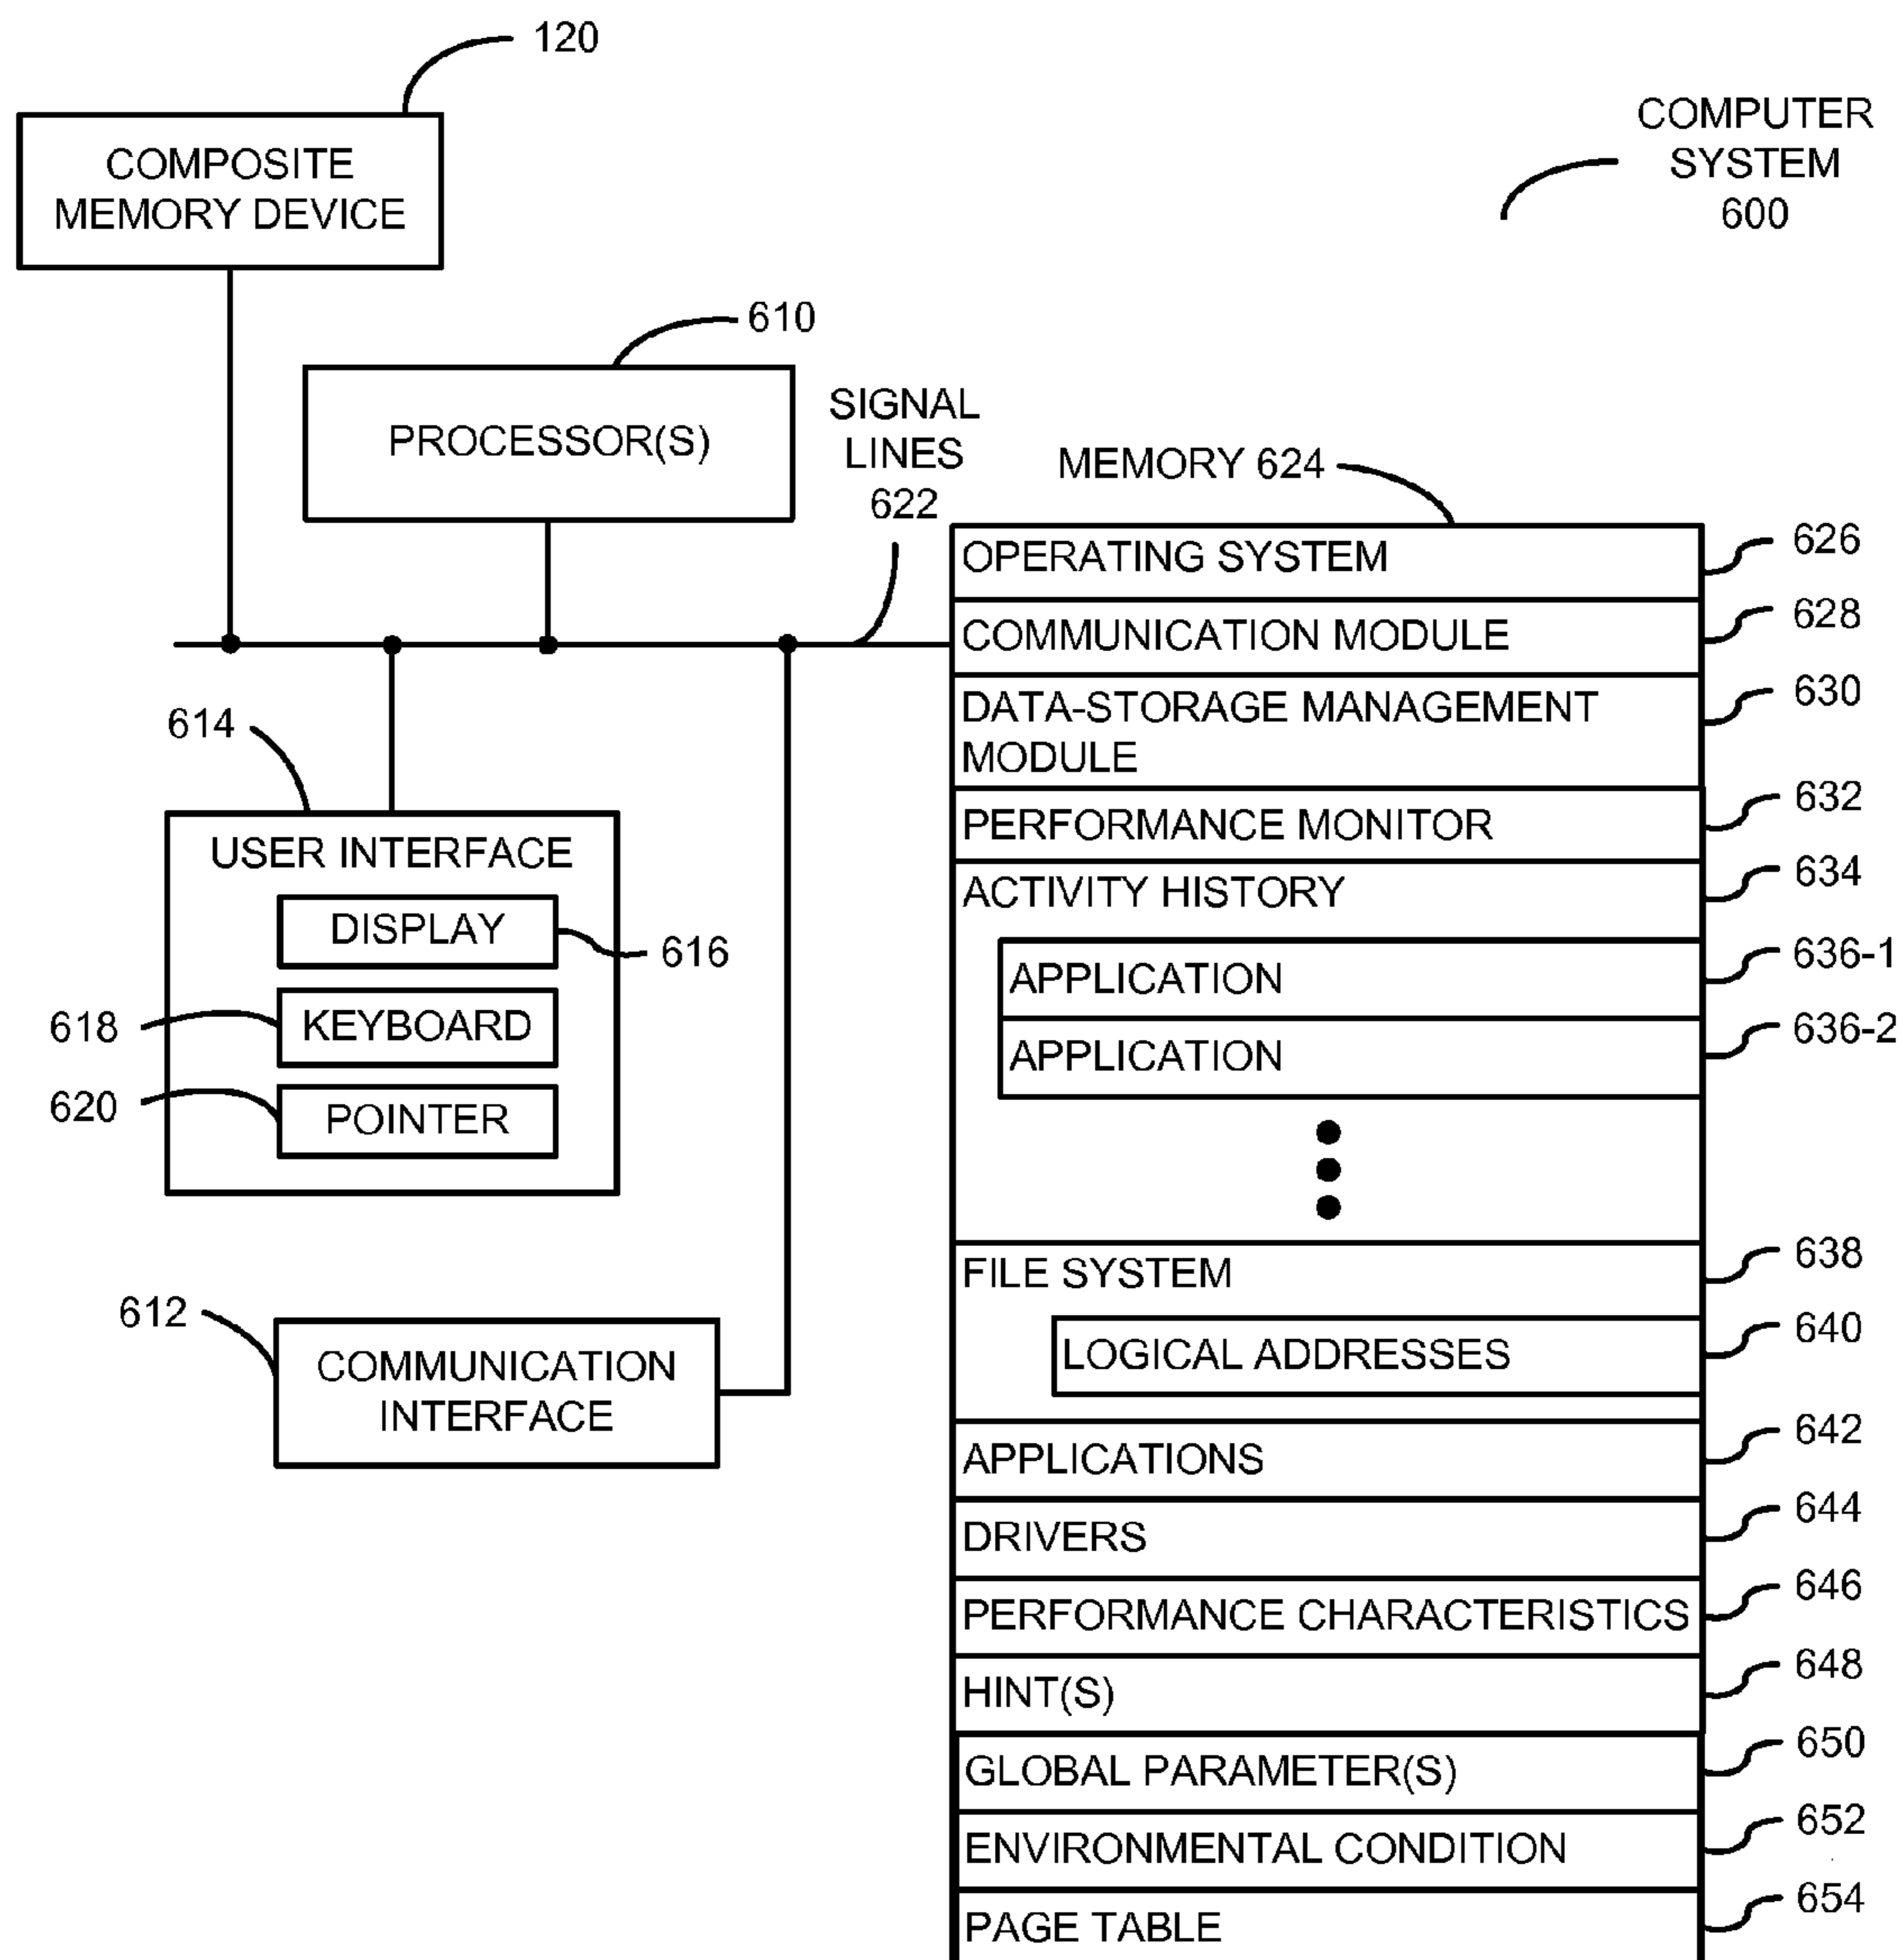 120
COMPOSITE
MEMORY DEVICE
COMPUTER
SYSTEM
600
610
PROCESSOR(S)
SIGNAL
LINES
622
MEMORY 624
OPERATING SYSTEM
626
COMMUNICATION MODULE
628
DATA-STORAGE MANAGEMENT
MODULE
630
PERFORMANCE MONITOR
632
ACTIVITY HISTORY
634
APPLICATION
636-1
APPLICATION
636-2
FILE SYSTEM
638
LOGICAL ADDRESSES
640
APPLICATIONS
642
DRIVERS
644
PERFORMANCE CHARACTERISTICS
646
HINT(S)
648
GLOBAL PARAMETER(S)
650
ENVIRONMENTAL CONDITION
652
PAGE TABLE
654
614
USER INTERFACE
DISPLAY
616
618
KEYBOARD
620
POINTER
612
COMMUNICATION
INTERFACE